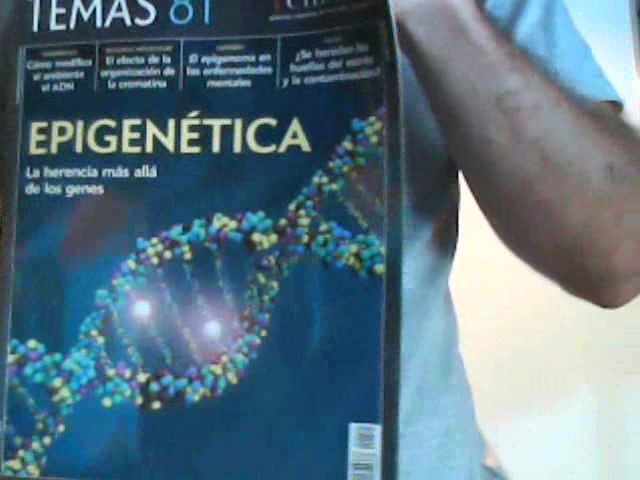 TEMAS 81
Cómo modifica
el ambiente
el ADN
El efecto de la
organización de
la cromatina
El epigenoma en
las enfermedades
mentales
¿Se heredan las
huellas del estrés
y la contaminación?
EPIGENÉTICA
La herencia más allá
de los genes